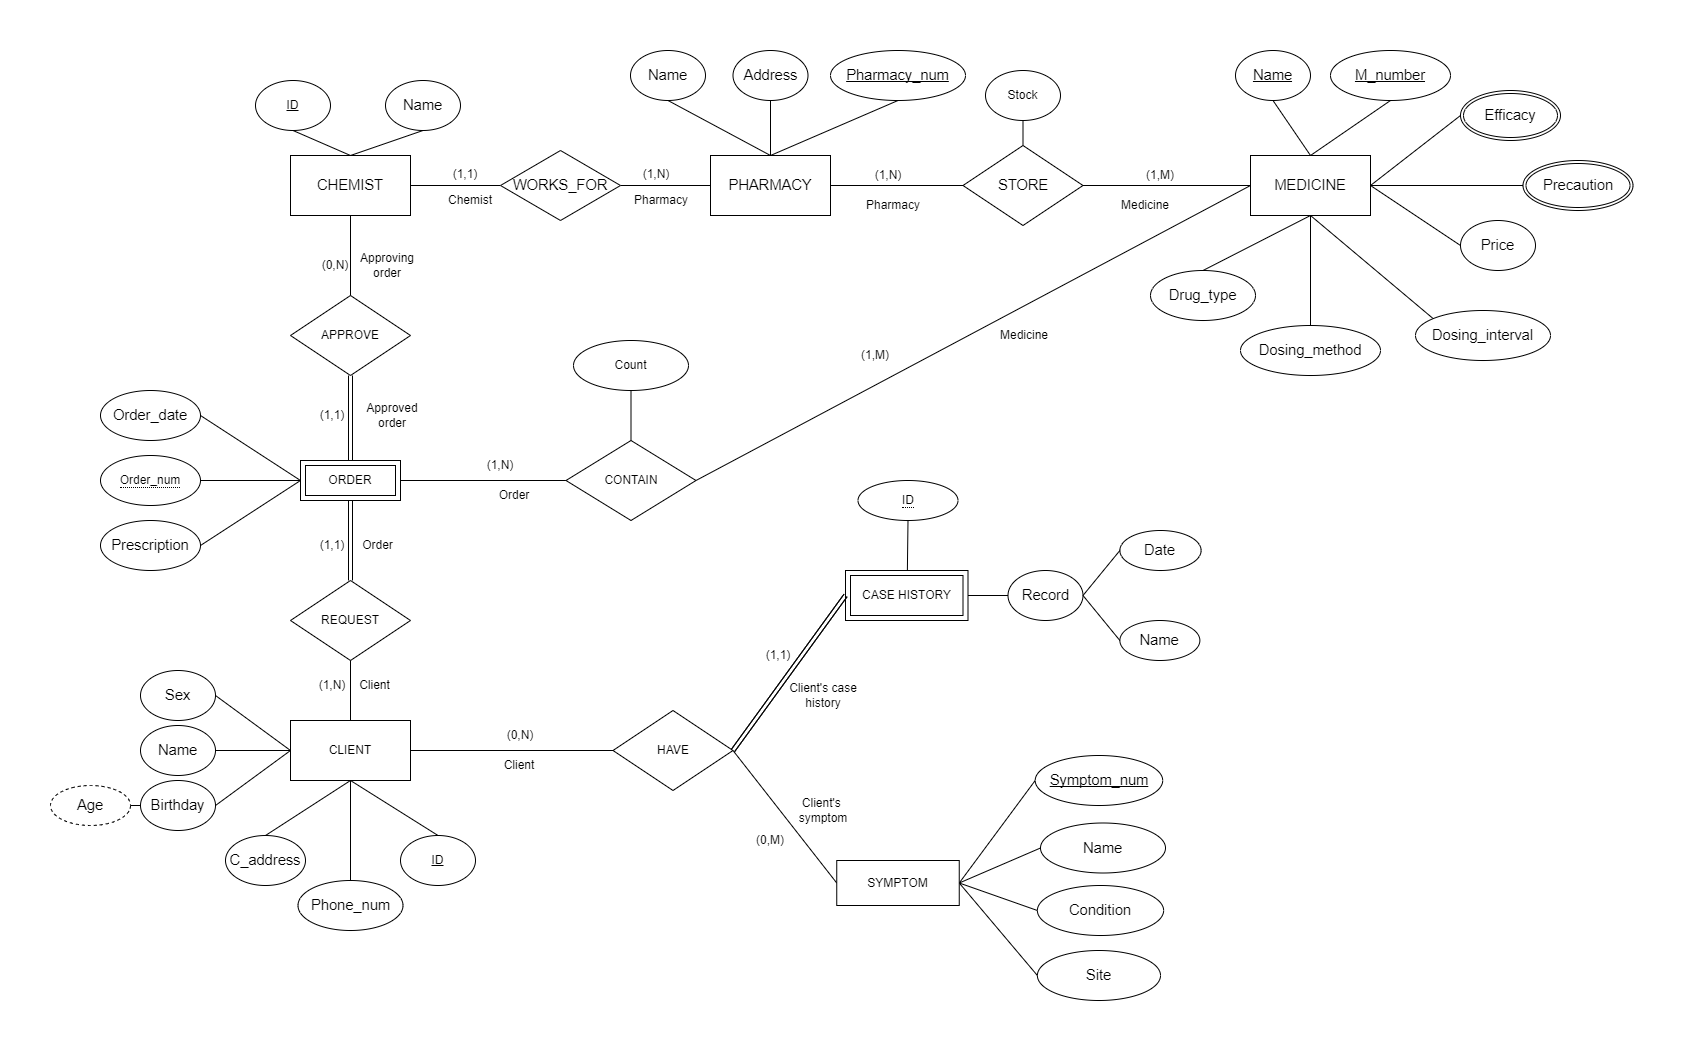 Name
Address
Pharmacy_num
Name
M_number
ID
Name
Stock
Efficacy
CHEMIST
(1,1)
Chemist
WORKS_FOR
(1,N)
Pharmacy
PHARMACY
(1,N)
Pharmacy
STORE
(1,M)
Medicine
MEDICINE
Precaution
Price
(0,N)
Approving
order
Drug_type
Dosing_method
Dosing_interval
APPROVE
Medicine
(1,M)
Count
Order_date
(1,1)
Approved
order
Order_num
ORDER
(1,N)
Order
CONTAIN
Prescription
(1,1)
Order
ID
Date
CASE HISTORY
Record
Name
REQUEST
(1,1)
Client's case
history
Sex
(1,N)
Client
Name
CLIENT
(0,N)
Client
HAVE
Age
Birthday
Client's
symptom
(0,M)
Symptom_num
Name
C_address
ID
Phone_num
SYMPTOM
Condition
Site